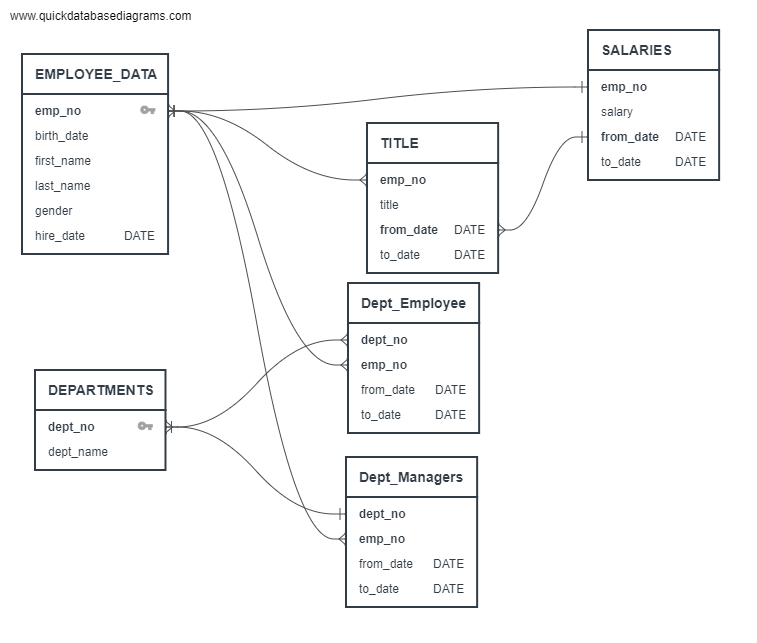 www.quickdatabasediagrams.com
EMPLOYEE_DATA
emp_no
birth_date
first_name
last_name
gender
hire_date DATE
SALARIES
emp_no
salary
from_date DATE
to_date DATE
TITLE
emp_no
title
from_date DATE
to_date DATE
Dept_Employee
dept_no
emp_no
from_date DATE
to_date DATE
DEPARTMENTS
dept_no
dept_name
Dept_Managers
dept_no
emp_no
from_date DATE
to_date DATE